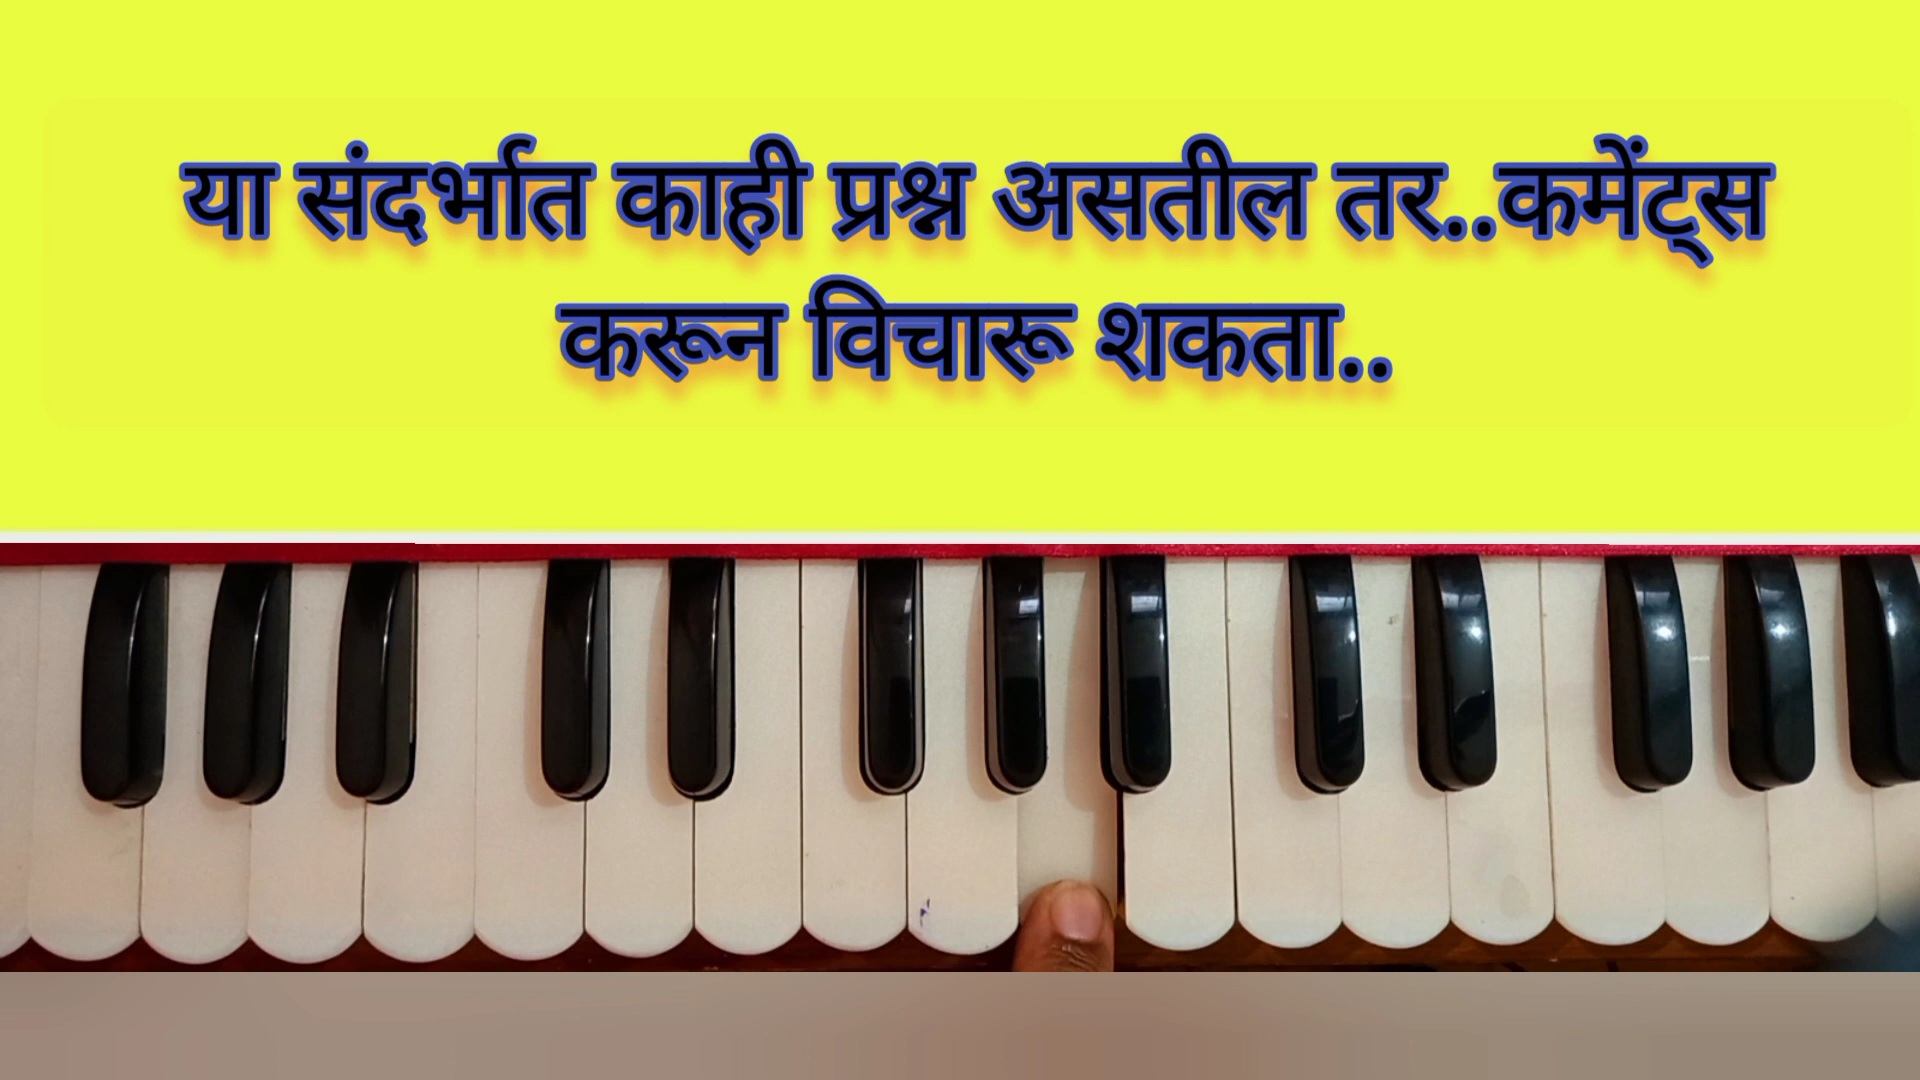 या संदर्भात काही प्रश्न असतील तर..कमेंट्स
करून विचारू शकता..